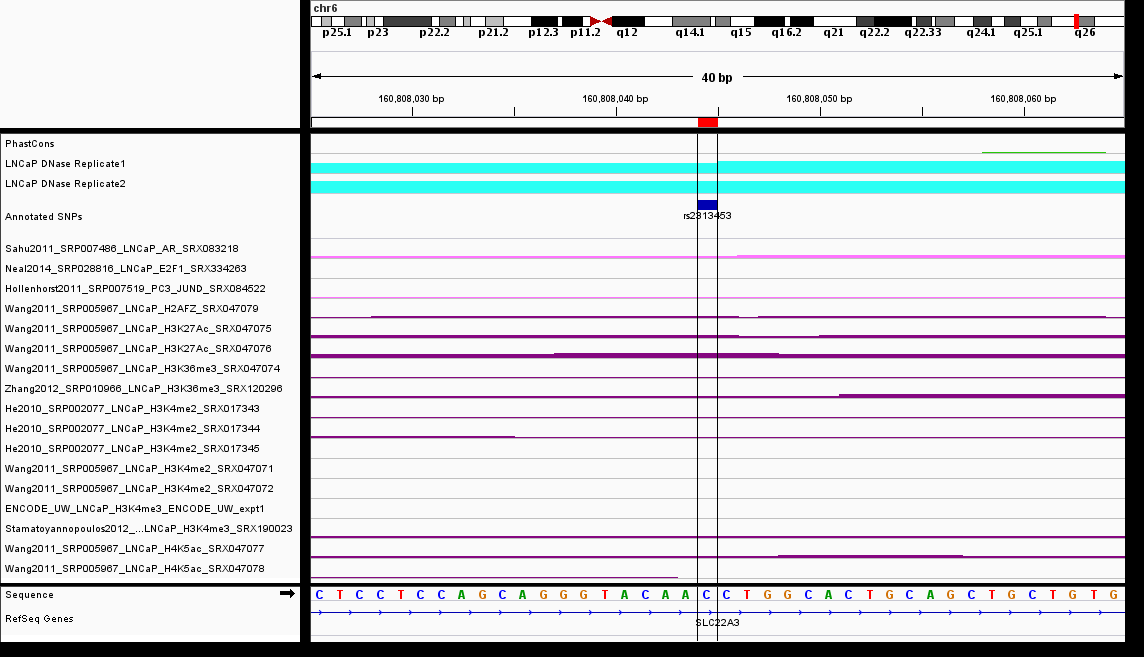 chr6
p25.1 p23 p22.2 p21.2 p12.3 p11.2 q12 q14.1 q15 q16.2 q21 q22.2 q22.33 q24.1 q25.1 q26
40 bp
160,808,030 bp 160,808,040 bp 160,808,050 bp 160,808,060 bp
PhastCons
LNCaP DNase Replicate1
LNCaP DNase Replicate2
Annotated SNPs
rs2313453
Sahu2011_SRP007486_LNCaP_AR_SRX083218
Neal2014_SRP028816_LNCaP_E2F1_SRX334263
Hollenhorst2011_SRP007519_PC3_JUND_SRX084522
Wang2011_SRP005967_LNCaP_H2AFZ_SRX047079
Wang2011_SRP005967_LNCaP_H3K27Ac_SRX047075
Wang2011_SRP005967_LNCaP_H3K27Ac_SRX047076
Wang2011_SRP005967_LNCaP_H3K36me3_SRX047074
Zhang2012_SRP010966_LNCaP_H3K36me3_SRX120296
He2010_SRP002077_LNCaP_H3K4me2_SRX017343
He2010_SRP002077_LNCaP_H3K4me2_SRX017344
He2010_SRP002077_LNCaP_H3K4me2_SRX017345
Wang2011_SRP005967_LNCaP_H3K4me2_SRX047071
Wang2011_SRP005967_LNCaP_H3K4me2_SRX047072
ENCODE_UW_LNCaP_H3K4me3_ENCODE_UW_expt1
Stamatoyannopoulos2012_...LNCaP_H3K4me3_SRX190023
Wang2011_SRP005967_LNCaP_H4K5ac_SRX047077
Wang2011_SRP005967_LNCaP_H4K5ac_SRX047078
Sequence C T C C T C C A G C A G G G T A C A A C C T G G C A C T G C A G C T G C T G T G
RefSeq Genes
SLC22A3